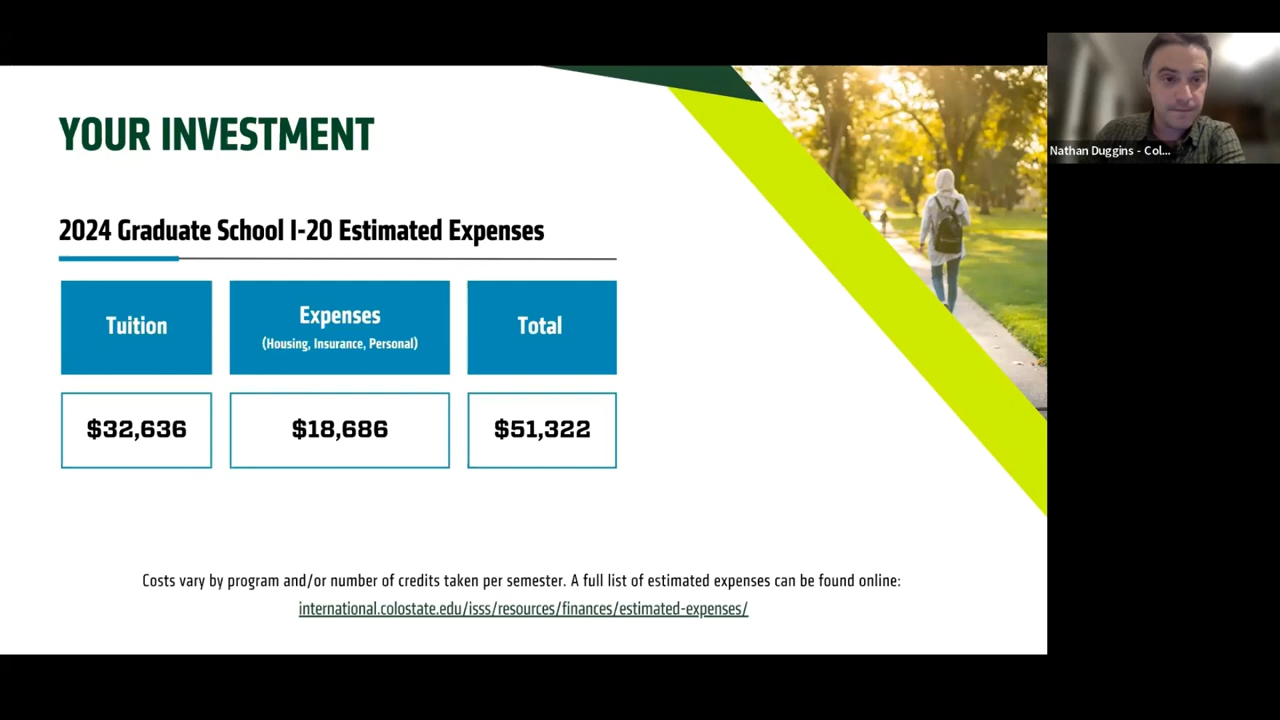 YOUR INVESTMENT
2024 Graduate School I-20 Estimated Expenses
Tuition
Expenses
(Housing, Insurance, Personal)
Total
$32,636
$18,686
$51,322
Costs vary by program and/or number of credits taken per semester. A full list of estimated expenses can be found online:
international.colostate.edu/isss/resources/finances/estimated-expenses/
Nathan Duggins - Col...